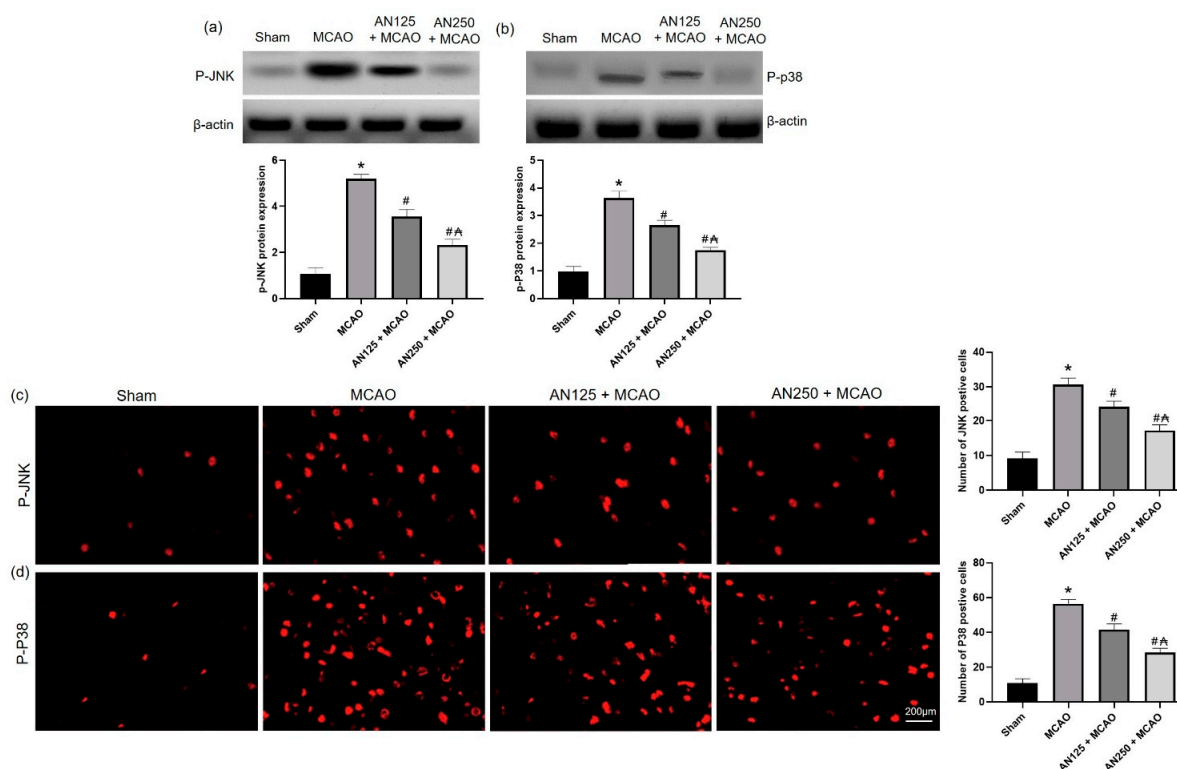 (a)
Sham
MCAO
AN125
+ MCAO
AN250
+ MCAO
P-JNK
β-actin
p-JNK protein expression
6
4
2
0
*
#
#₳
Sham
MCAO
AN125 + MCAO
AN250 + MCAO
(b)
Sham
MCAO
AN125
+ MCAO
AN250
+ MCAO
P-p38
β-actin
p-P38 protein expression
5
4
3
2
1
0
*
#
#₳
Sham
MCAO
AN125 + MCAO
AN250 + MCAO
(c)
Sham
MCAO
AN125 + MCAO
AN250 + MCAO
P-JNK
Number of JNK postive cells
40
30
20
10
0
*
#
#₳
Sham
MCAO
AN125 + MCAO
AN250 + MCAO
(d)
P-P38
200μm
Number of P38 postive cells
80
60
40
20
0
*
#
#₳
Sham
MCAO
AN125 + MCAO
AN250 + MCAO